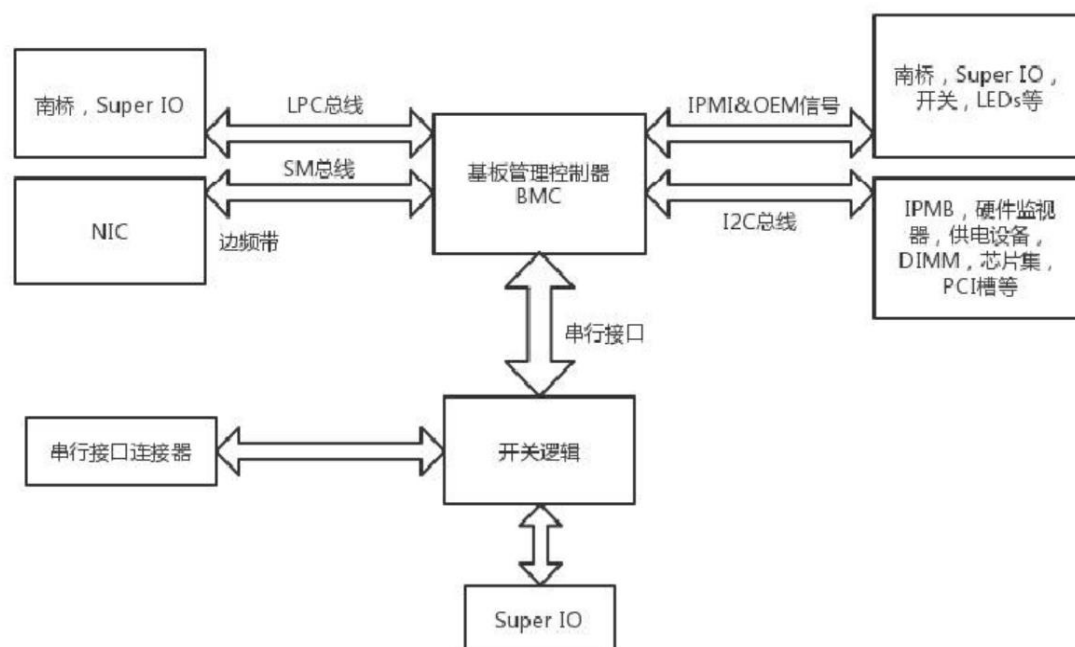 南桥，Super IO
LPC总线
IPMI&OEM信号
南桥，Super IO，
开关，LEDs等
SM总线
基板管理控制器
BMC
NIC
边频带
I2C总线
IPMB，硬件监视
器，供电设备，
DIMM，芯片集，
PCI槽等
串行接口
串行接口连接器
开关逻辑
Super IO